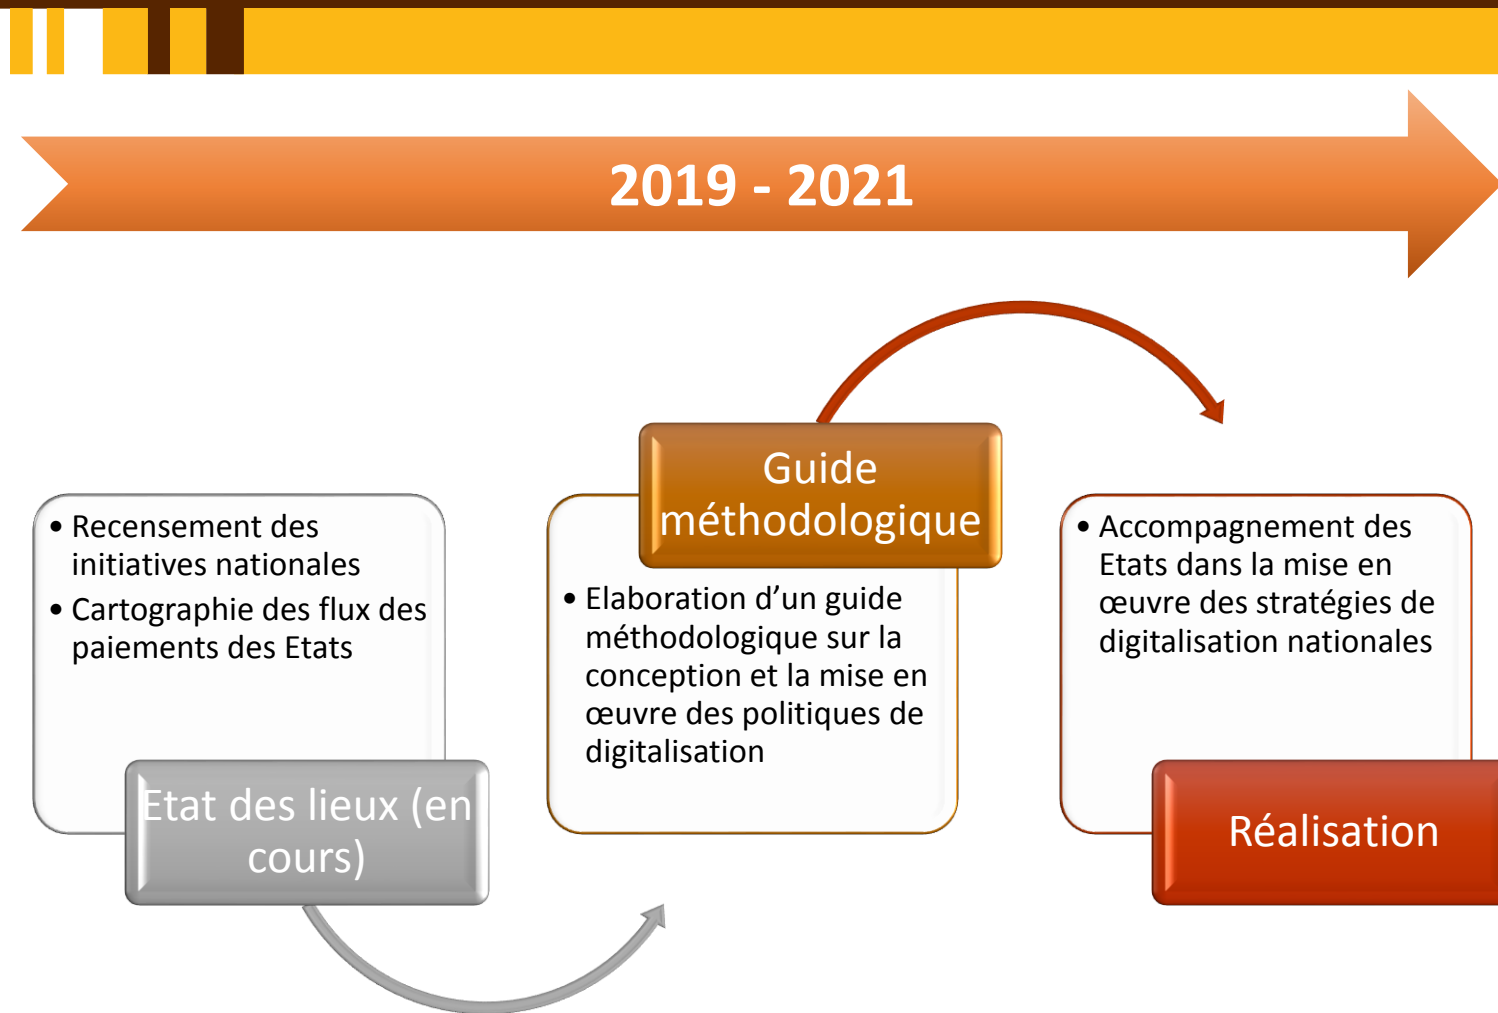 2019 - 2021
• Recensement des
initiatives nationales
• Cartographie des flux des
paiements des Etats
Etat des lieux (en
cours)
Guide
méthodologique
• Elaboration d’un guide
méthodologique sur la
conception et la mise en
œuvre des politiques de
digitalisation
• Accompagnement des
Etats dans la mise en
œuvre des stratégies de
digitalisation nationales
Réalisation